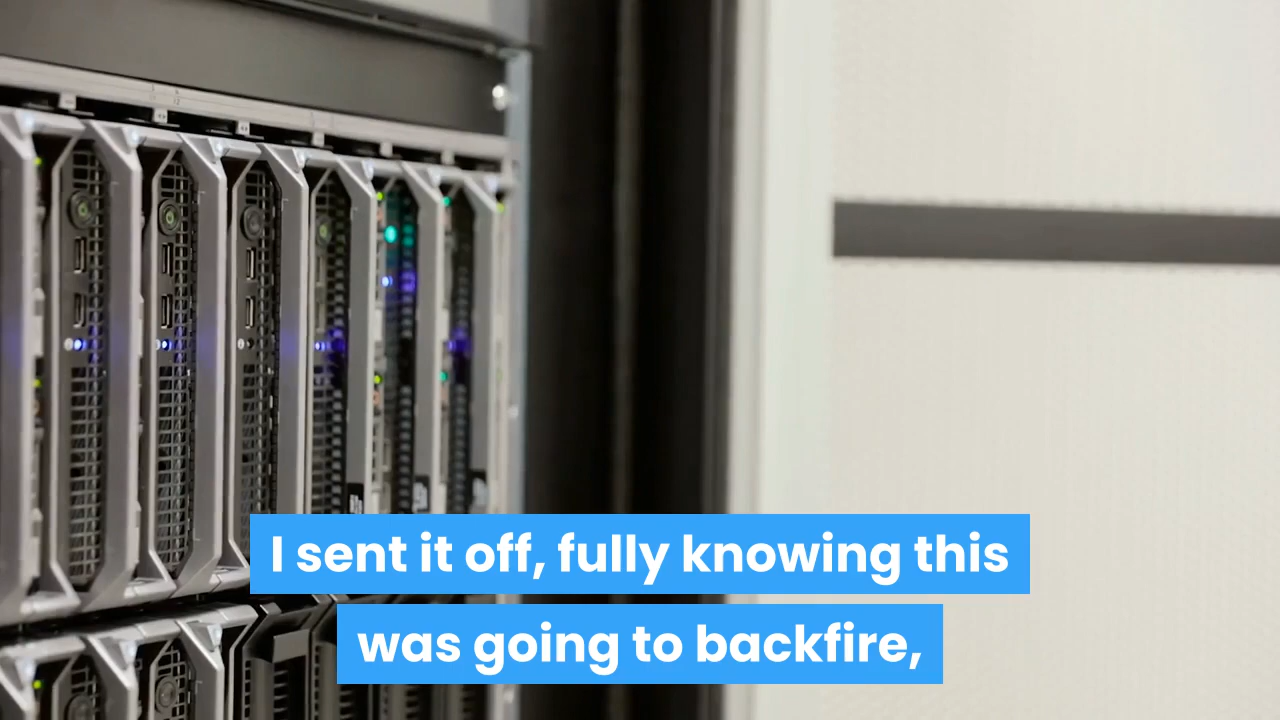 I sent it off, fully knowing this
was going to backfire,